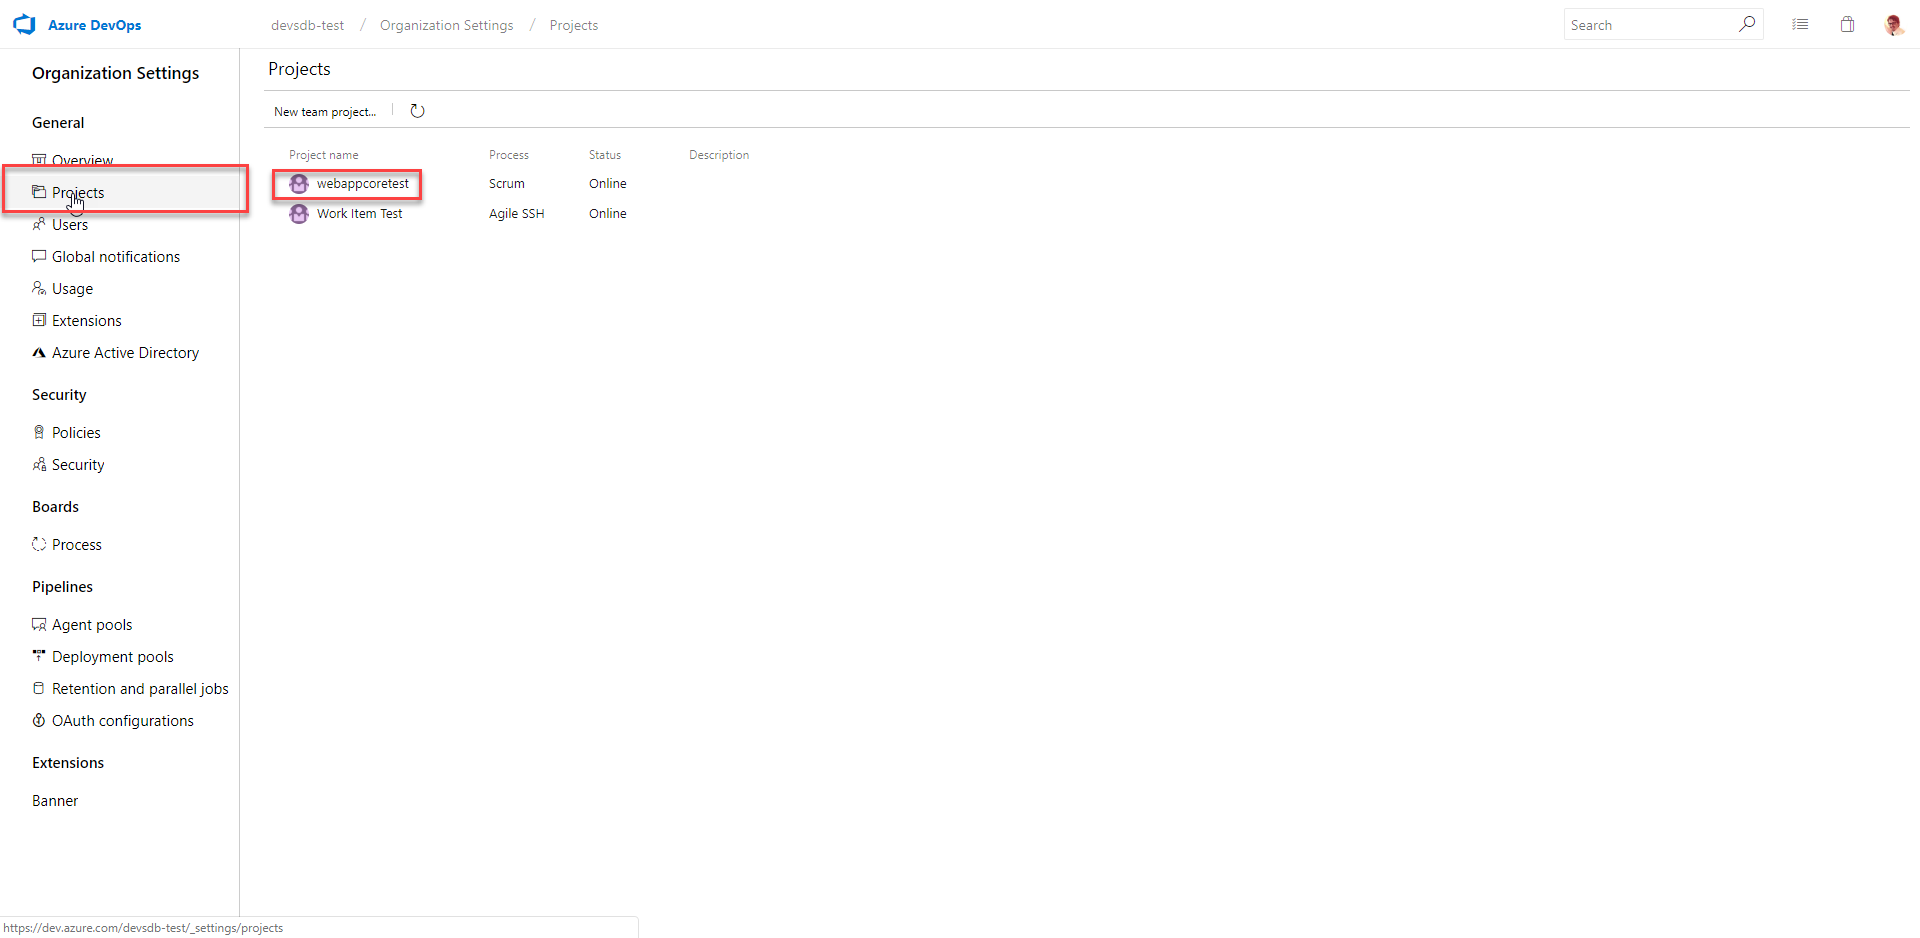 Azure DevOps
devsdb-test / Organization Settings / Projects
Search
Organization Settings
General
Overview
Projects
Users
Global notifications
Usage
Extensions
Azure Active Directory
Security
Policies
Security
Boards
Process
Pipelines
Agent pools
Deployment pools
Retention and parallel jobs
OAuth configurations
Extensions
Banner
Projects
New team project...
Project name Process Status Description
webappcoretest Scrum Online
Work Item Test Agile SSH Online
https://dev.azure.com/devsdb-test/_settings/projects